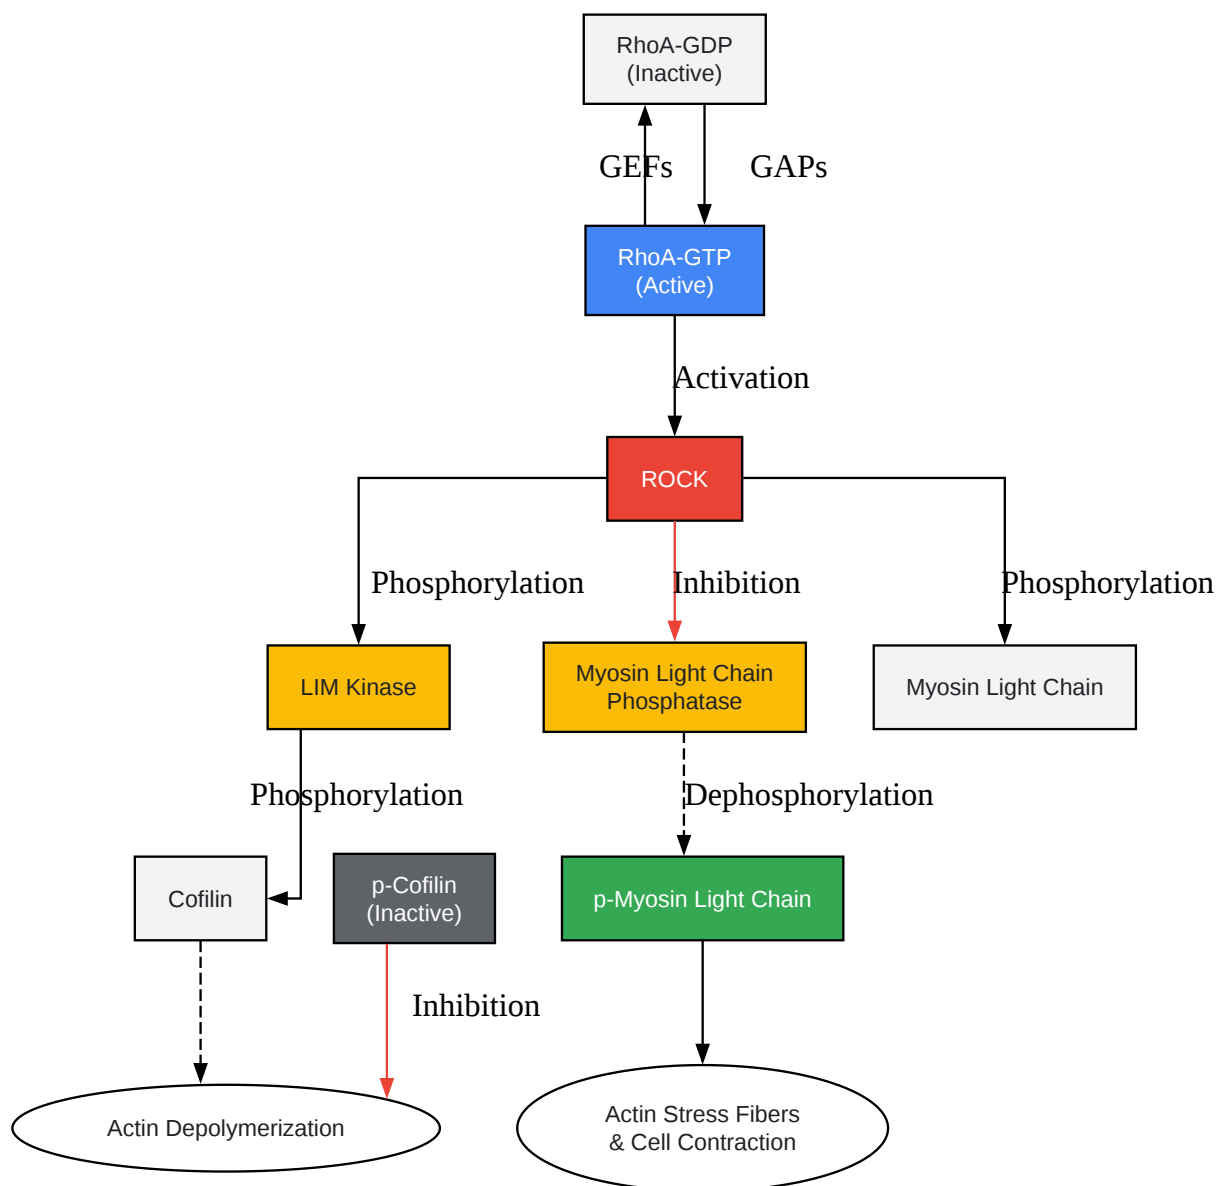 RhoA-GDP
(Inactive)
GEFs
GAPs
RhoA-GTP
(Active)
Activation
ROCK
Phosphorylation
Inhibition
Phosphorylation
LIM Kinase
Myosin Light Chain
Phosphatase
Myosin Light Chain
Phosphorylation
Dephosphorylation
Cofilin
p-Cofilin
(Inactive)
p-Myosin Light Chain
Inhibition
Actin Depolymerization
Actin Stress Fibers
& Cell Contraction